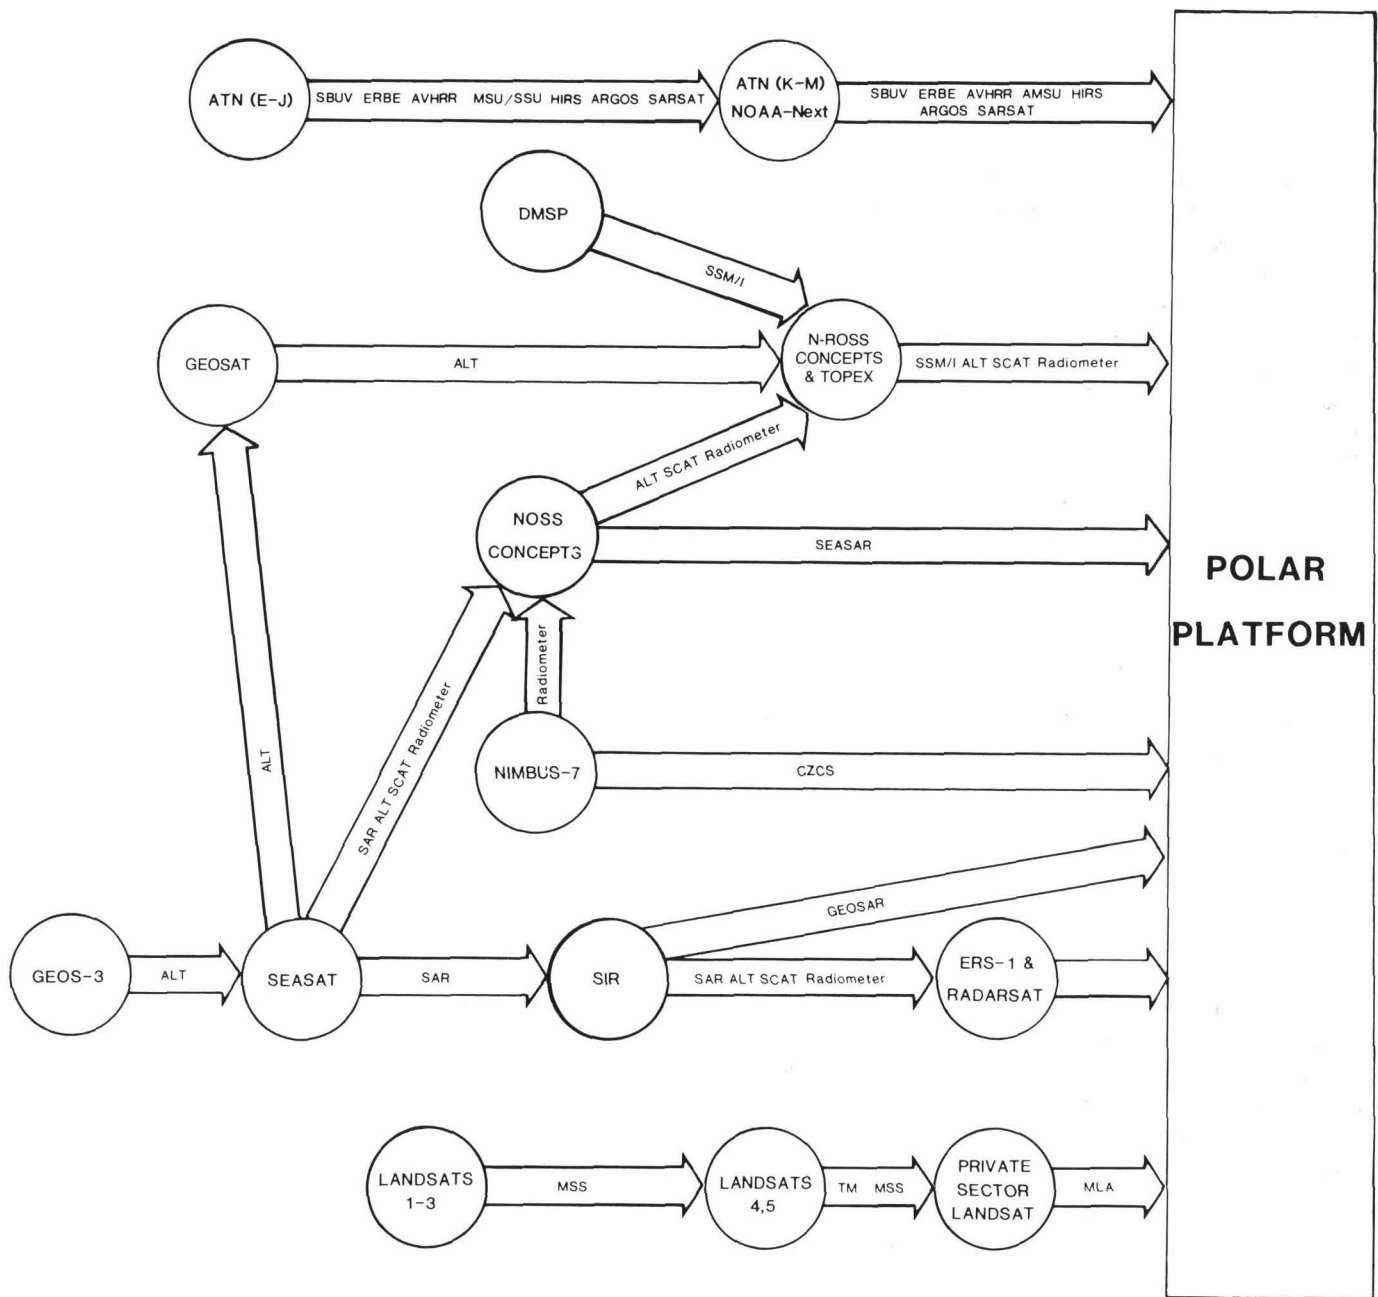 ATN (E-J)
SBUV ERBE AVHRR MSU/SSU HIRS ARGOS SARSAT
ATN (K-M)
NOAA-Next
SBUV ERBE AVHRR AMSU HIRS
ARGOS SARSAT
DMSP
SSM/I
GEOSAT
ALT
N-ROSS
CONCEPTS
& TOPEX
SSM/I ALT SCAT Radiometer
ALT SCAT Radiometer
NOSS
CONCEPTS
SEASAR
POLAR
PLATFORM
Radiometer
SAR ALT SCAT Radiometer
ALT
NIMBUS-7
CZCS
GEOSAR
GEOS-3
ALT
SEASAT
SAR
SIR
SAR ALT SCAT Radiometer
ERS-1 &
RADARSAT
LANDSATS
1-3
MSS
LANDSATS
4,5
TM MSS
PRIVATE
SECTOR
LANDSAT
MLA